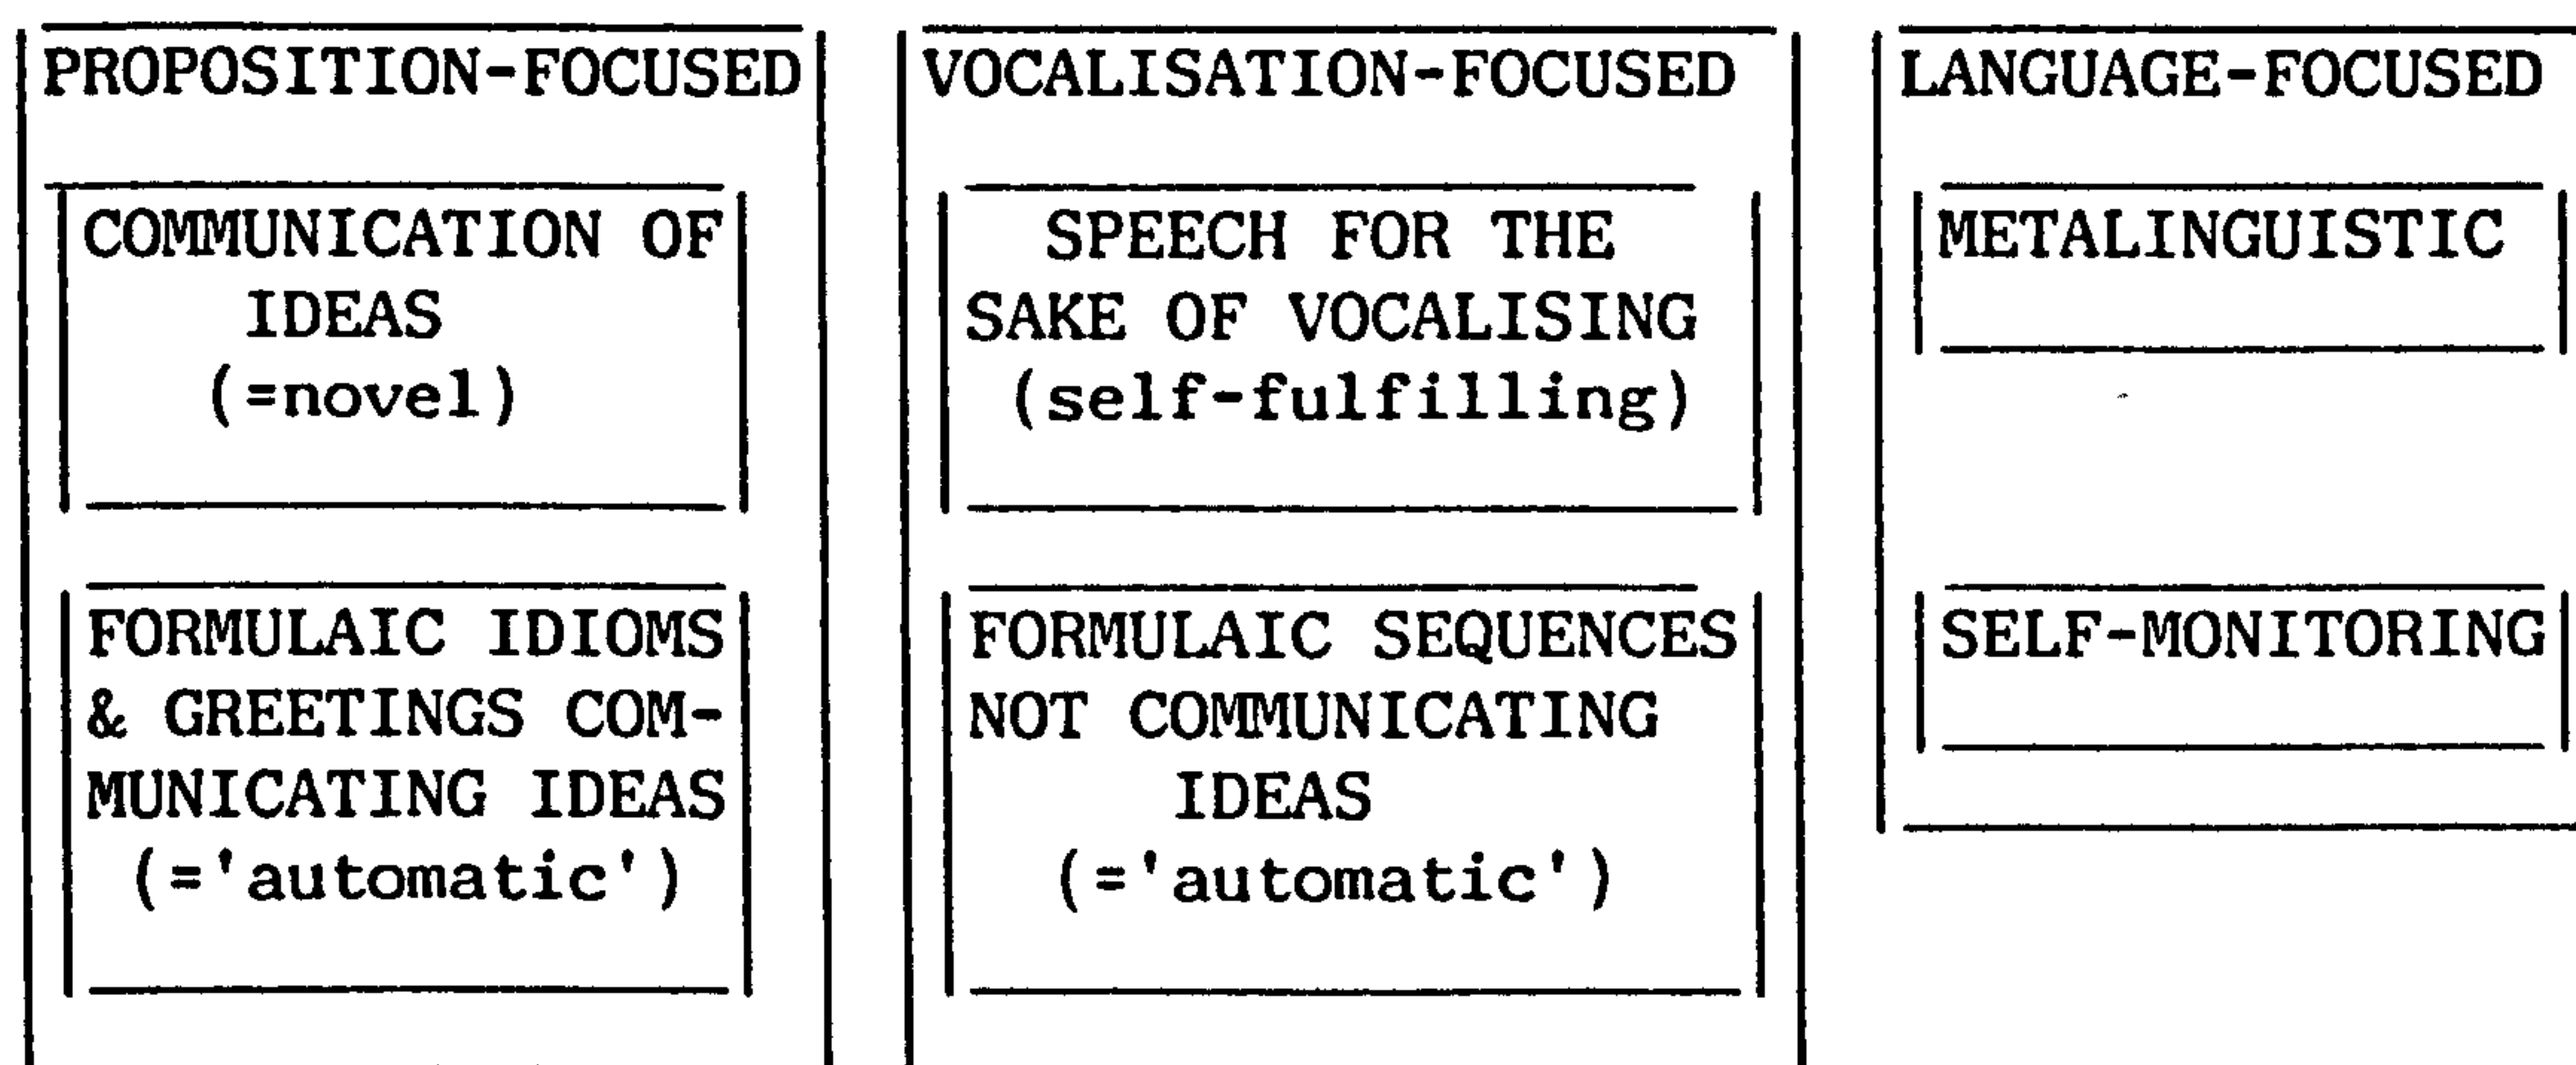 PROPOSITION-FOCUSED
COMMUNICATION OF
IDEAS
(=novel)
FORMULAIC IDIOMS
& GREETINGS COM-
MUNICATING IDEAS
(='automatic')
VOCALISATION-FOCUSED
SPEECH FOR THE
SAKE OF VOCALISING
(self-fulfilling)
FORMULAIC SEQUENCES
NOT COMMUNICATING
IDEAS
(='automatic')
LANGUAGE-FOCUSED
METALINGUISTIC
SELF-MONITORING